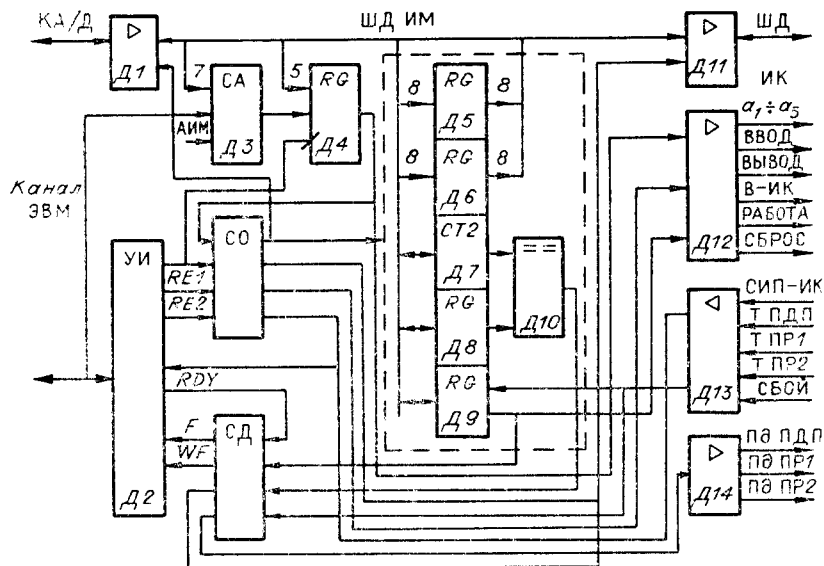 КА/Д
ШД ИМ
ШД
▷
Д1
▷
Д11
ИК
7
СА
Д3
АИМ
5
RG
Д4
8
RG
8
Д5
8
RG
8
Д6
СТ2
Д7
RG
Д8
RG
Д9
==
Д10
▷
Д12
a₁÷a₅
ВВОД
ВЫВОД
В-ИК
РАБОТА
СБРОС
Канал
ЭВМ
УИ
RE1
RE2
RDY
F
WF
Д2
СО
СД
◁
Д13
СИП-ИК
Т ПДП
Т ПР1
Т ПР2
СБОЙ
▷
Д14
Пд ПДП
Пд ПР1
Пд ПР2